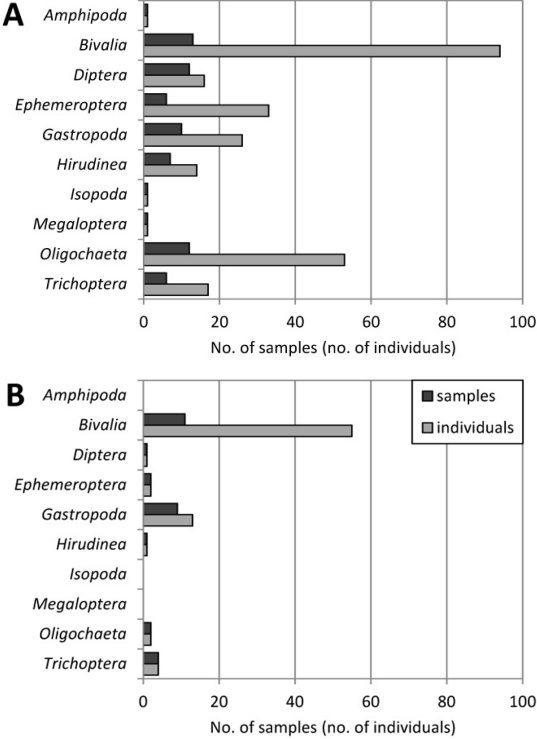 A
Amphipoda
Bivalia
Diptera
Ephemeroptera
Gastropoda
Hirudinea
Isopoda
Megaloptera
Oligochaeta
Trichoptera
0 20 40 60 80 100
No. of samples (no. of individuals)
B
Amphipoda
Bivalia
Diptera
Ephemeroptera
Gastropoda
Hirudinea
Isopoda
Megaloptera
Oligochaeta
Trichoptera
samples
individuals
0 20 40 60 80 100
No. of samples (no. of individuals)